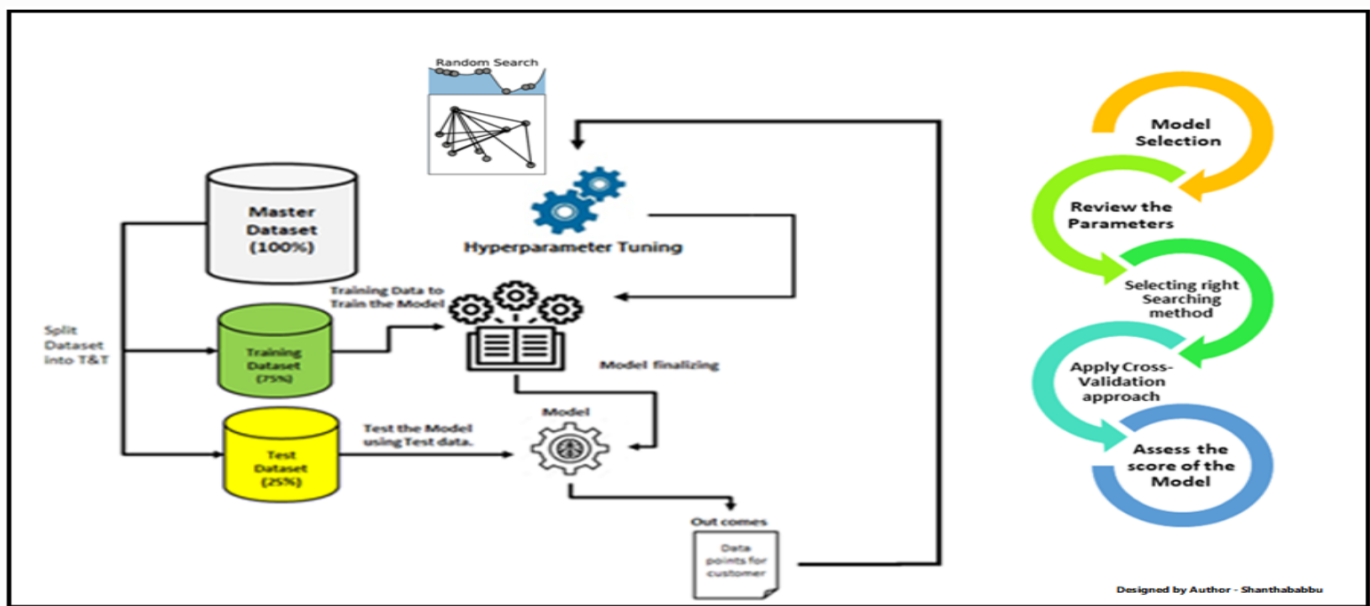 Random Search
Master
Dataset
(100%)
Hyperparameter Tuning
Training Data to
Train the Model
Split
Dataset
into T&T
Training
Dataset
(75%)
Model finalizing
Model
Test the Model
using Test data.
Test
Dataset
(25%)
Out comes
Data
points for
customer
Model
Selection
Review the
Parameters
Selecting right
Searching
method
Apply Cross-
Validation
approach
Assess the
score of the
Model
Designed by Author - Shanthababbu